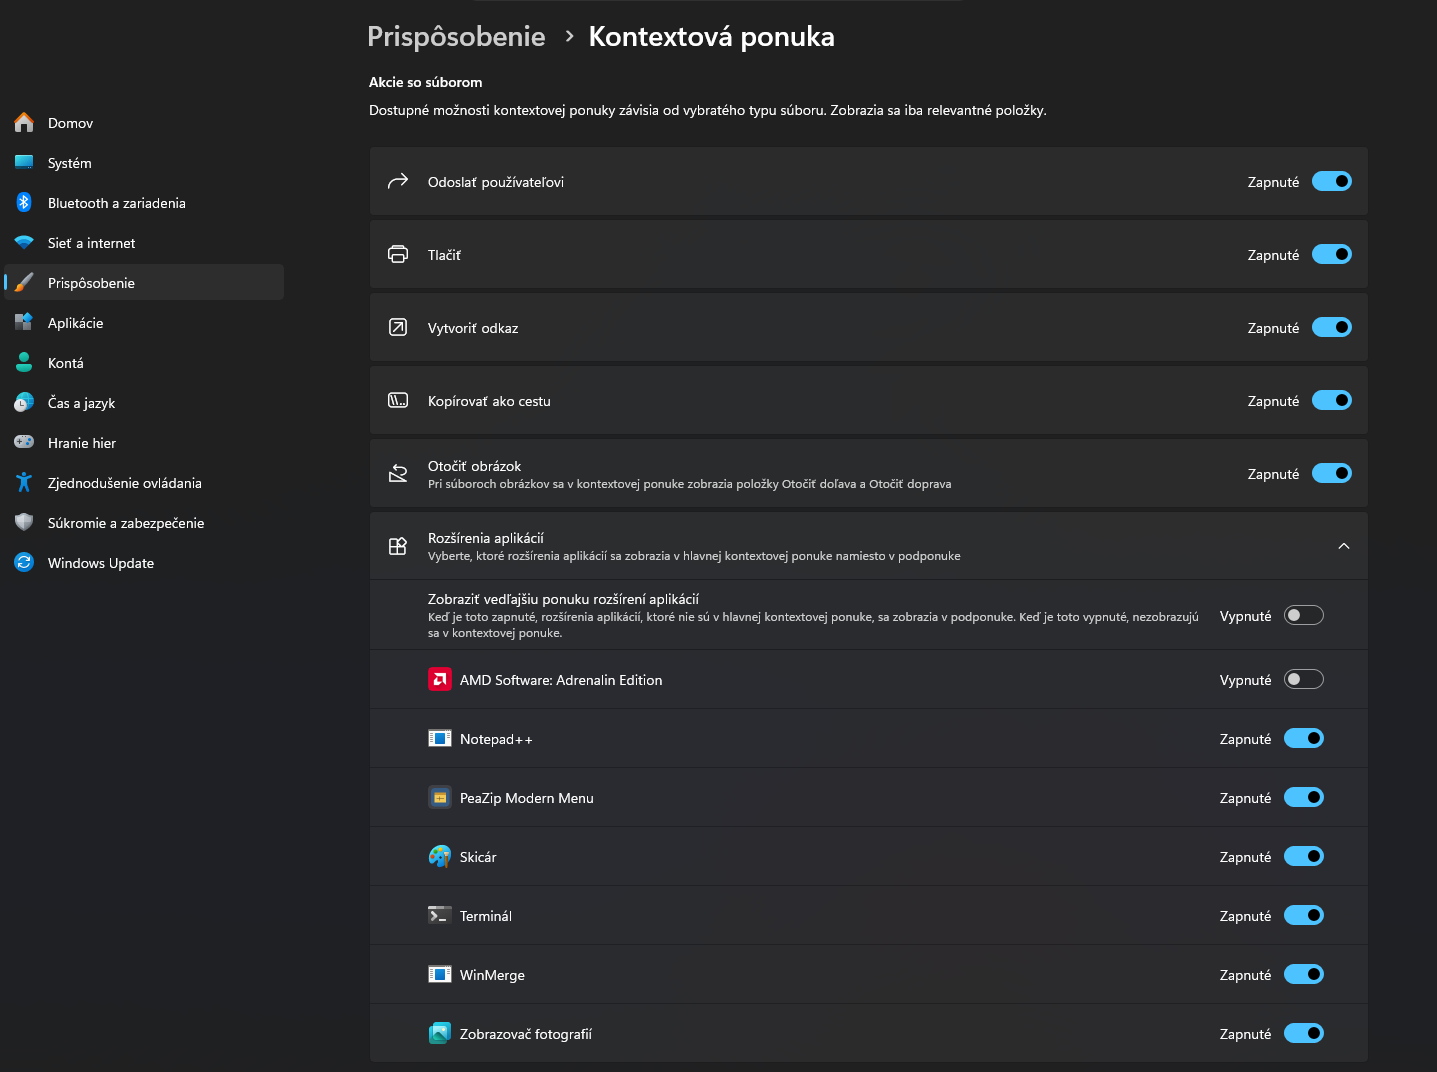 Prispôsobenie > Kontextová ponuka
Akcie so súborom
Dostupné možnosti kontextovej ponuky závisia od vybratého typu súboru. Zobrazia sa iba relevantné položky.
Domov
Systém
Bluetooth a zariadenia
Sieť a internet
Prispôsobenie
Aplikácie
Kontá
Čas a jazyk
Hranie hier
Zjednodušenie ovládania
Súkromie a zabezpečenie
Windows Update
Odoslať používateľovi Zapnuté
Tlačiť Zapnuté
Vytvoriť odkaz Zapnuté
Kopírovať ako cestu Zapnuté
Otočiť obrázok
Pri súboroch obrázkov sa v kontextovej ponuke zobrazia položky Otočiť doľava a Otočiť doprava
Zapnuté
Rozšírenia aplikácií
Vyberte, ktoré rozšírenia aplikácií sa zobrazia v hlavnej kontextovej ponuke namiesto v podponuke
Zobraziť vedľajšiu ponuku rozšírení aplikácií
Keď je toto zapnuté, rozšírenia aplikácií, ktoré nie sú v hlavnej kontextovej ponuke, sa zobrazia v podponuke. Keď je toto vypnuté, nezobrazujú
sa v kontextovej ponuke.
Vypnuté
AMD Software: Adrenalin Edition Vypnuté
Notepad++ Zapnuté
PeaZip Modern Menu Zapnuté
Skicár Zapnuté
Terminál Zapnuté
WinMerge Zapnuté
Zobrazovač fotografií Zapnuté